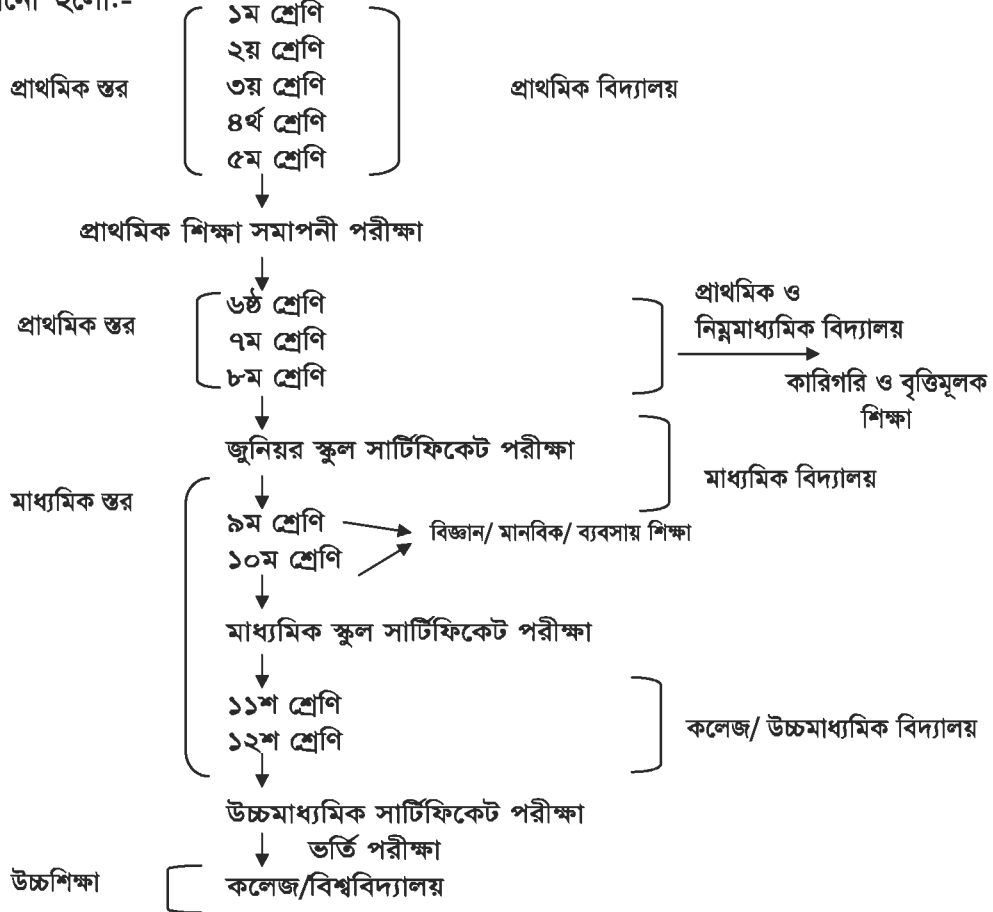 হলো:-
১ম শ্রেণি
২য় শ্রেণি
প্রাথমিক স্তর ৩য় শ্রেণি প্রাথমিক বিদ্যালয়
৪র্থ শ্রেণি
৫ম শ্রেণি
প্রাথমিক শিক্ষা সমাপনী পরীক্ষা
৬ষ্ঠ শ্রেণি প্রাথমিক ও
প্রাথমিক স্তর ৭ম শ্রেণি নিম্নমাধ্যমিক বিদ্যালয়
৮ম শ্রেণি কারিগরি ও বৃত্তিমূলক
শিক্ষা
জুনিয়র স্কুল সার্টিফিকেট পরীক্ষা
মাধ্যমিক বিদ্যালয়
মাধ্যমিক স্তর
৯ম শ্রেণি বিজ্ঞান/ মানবিক/ ব্যবসায় শিক্ষা
১০ম শ্রেণি
মাধ্যমিক স্কুল সার্টিফিকেট পরীক্ষা
১১শ শ্রেণি
১২শ শ্রেণি কলেজ/ উচ্চমাধ্যমিক বিদ্যালয়
উচ্চমাধ্যমিক সার্টিফিকেট পরীক্ষা
ভর্তি পরীক্ষা
উচ্চশিক্ষা কলেজ/বিশ্ববিদ্যালয়